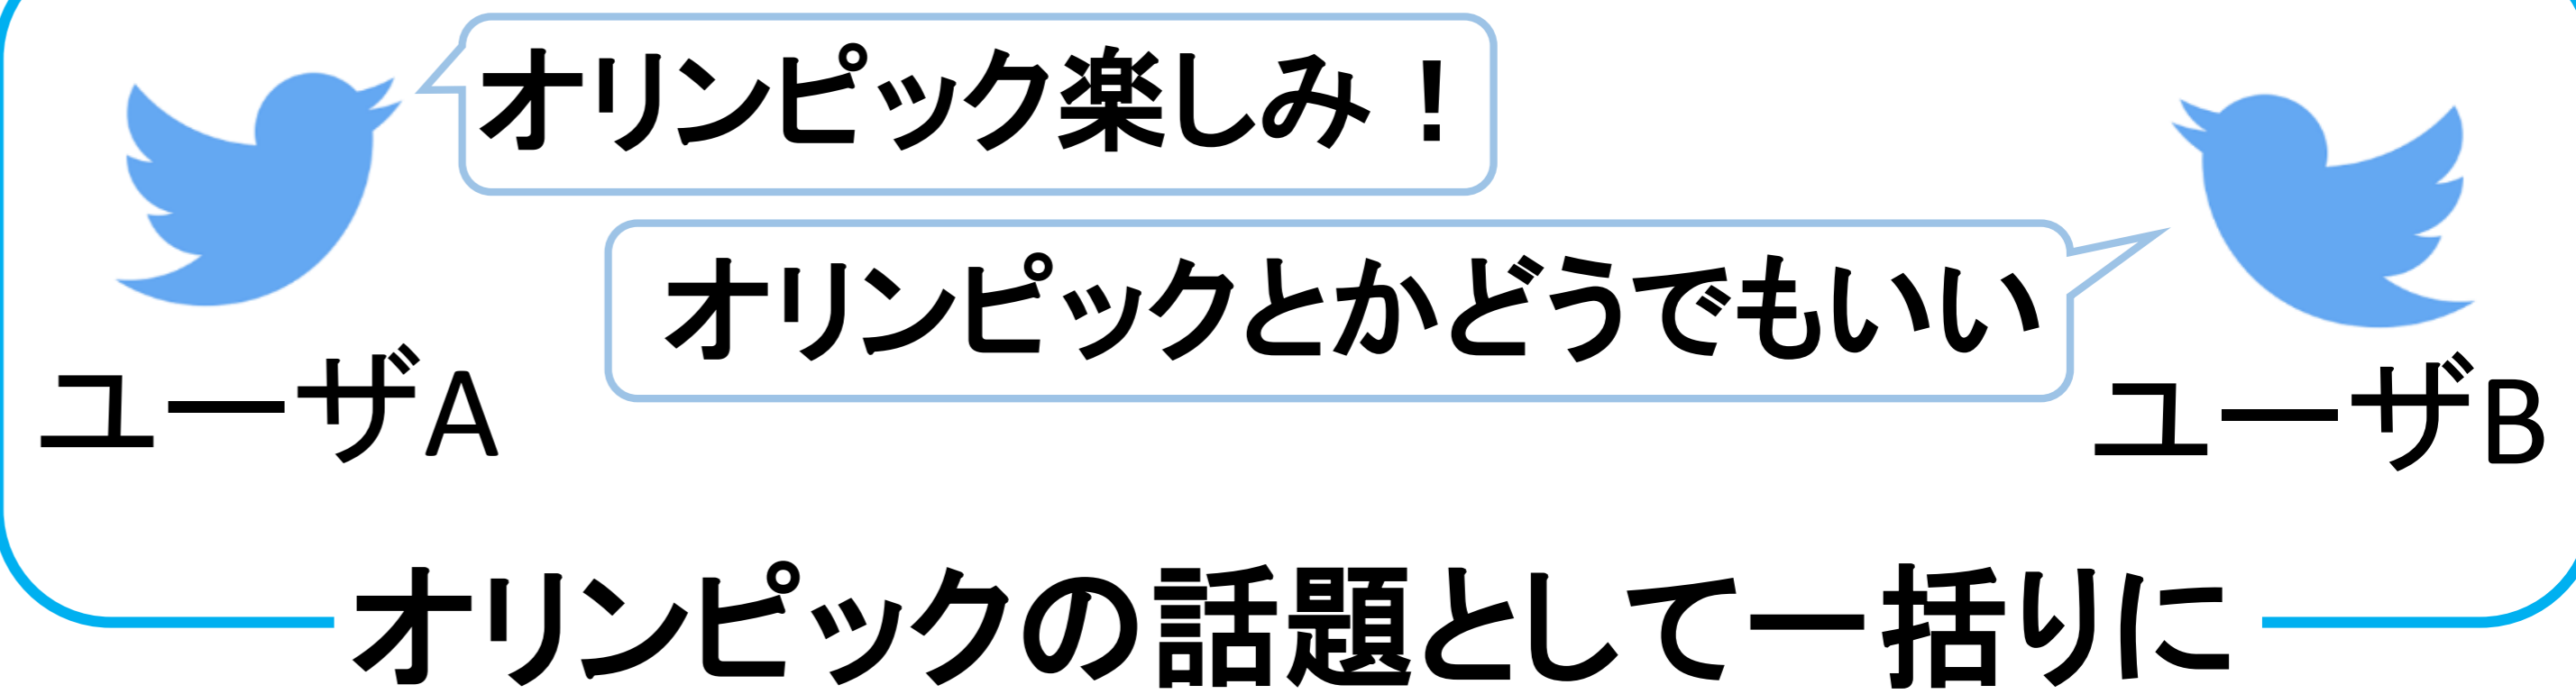 オリンピック楽しみ！
オリンピックとかどうでもいい
ユーザA
ユーザB
オリンピックの話題として一括りに